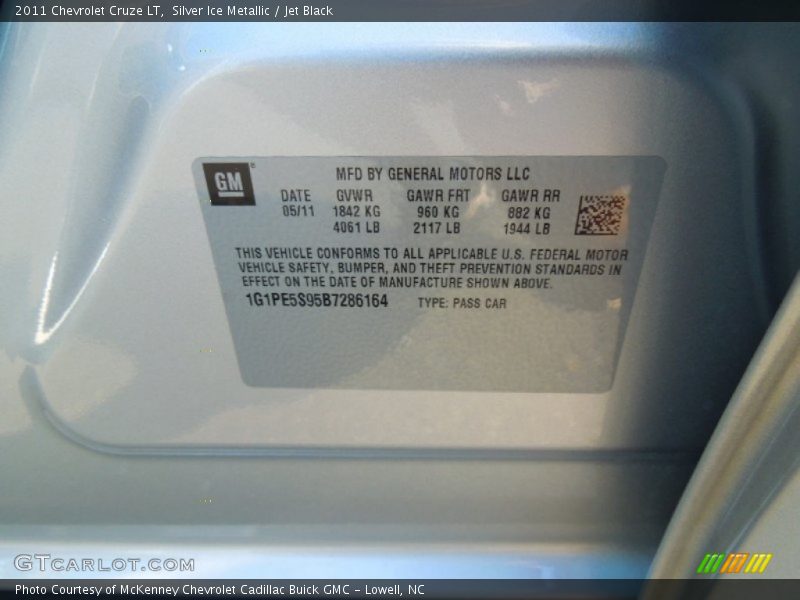 2011 Chevrolet Cruze LT,  Silver Ice Metallic / Jet Black
GM ®
MFD BY GENERAL MOTORS LLC
DATE GVWR GAWR FRT GAWR RR
05/11 1842 KG 960 KG 882 KG
4061 LB 2117 LB 1944 LB
THIS VEHICLE CONFORMS TO ALL APPLICABLE U.S. FEDERAL MOTOR
VEHICLE SAFETY, BUMPER, AND THEFT PREVENTION STANDARDS IN
EFFECT ON THE DATE OF MANUFACTURE SHOWN ABOVE.
1G1PE5S95B7286164 TYPE: PASS CAR
GTCARLOT.COM
Photo Courtesy of McKenney Chevrolet Cadillac Buick GMC - Lowell, NC